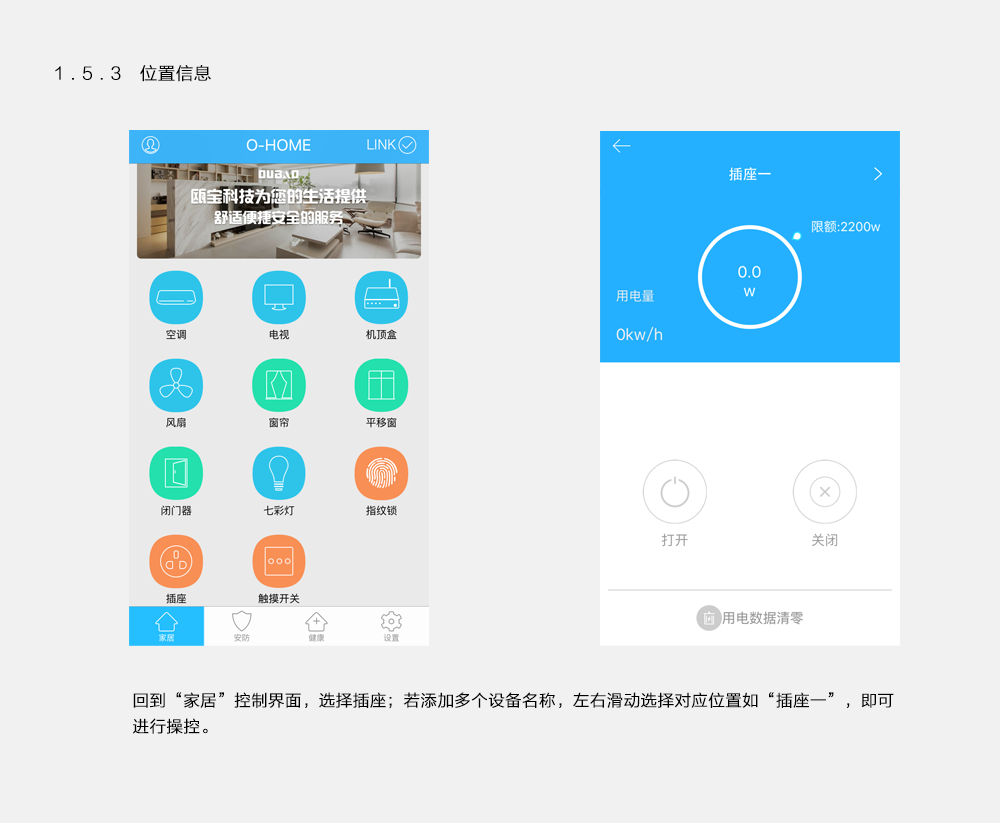 1.5.3 位置信息
O-HOME
LINK
OUBAO
瓯宝科技为您的生活提供
舒适便捷安全的服务
空调 电视 机顶盒
风扇 窗帘 平移窗
闭门器 七彩灯 指纹锁
插座 触摸开关
家居 安防 健康 设置
插座一
限额:2200w
0.0
w
用电量
0kw/h
打开 关闭
用电数据清零
回到“家居”控制界面，选择插座；若添加多个设备名称，左右滑动选择对应位置如“插座一”，即可
进行操控。